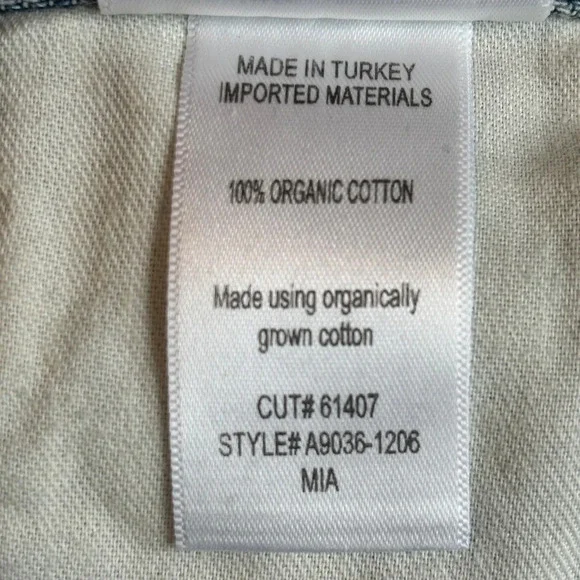 MADE IN TURKEY
IMPORTED MATERIALS
100% ORGANIC COTTON
Made using organically
grown cotton
CUT# 61407
STYLE# A9036-1206
MIA